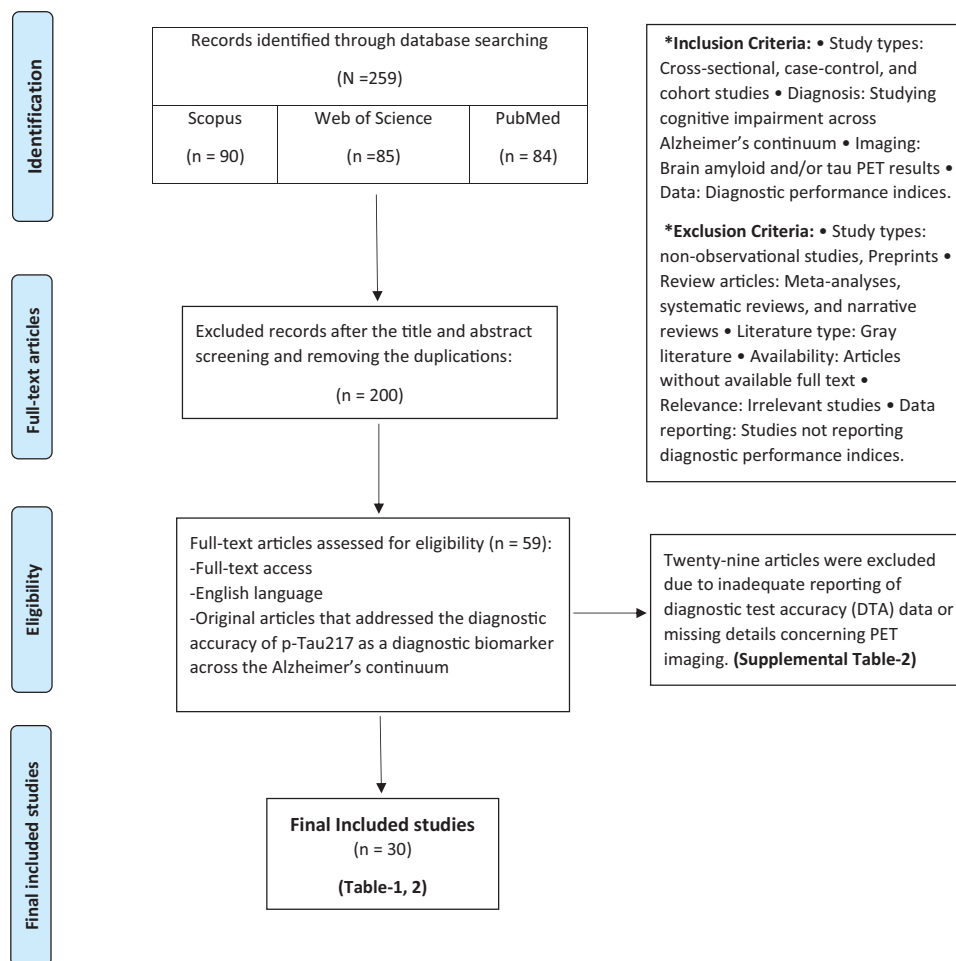 Identification
Records identified through database searching
(N =259)
Scopus
(n = 90)
Web of Science
(n =85)
PubMed
(n = 84)
*Inclusion Criteria: • Study types:
Cross-sectional, case-control, and
cohort studies • Diagnosis: Studying
cognitive impairment across
Alzheimer’s continuum • Imaging:
Brain amyloid and/or tau PET results •
Data: Diagnostic performance indices.
*Exclusion Criteria: • Study types:
non-observational studies, Preprints •
Review articles: Meta-analyses,
systematic reviews, and narrative
reviews • Literature type: Gray
literature • Availability: Articles
without available full text •
Relevance: Irrelevant studies • Data
reporting: Studies not reporting
diagnostic performance indices.
Full-text articles
Excluded records after the title and abstract
screening and removing the duplications:
(n = 200)
Eligibility
Full-text articles assessed for eligibility (n = 59):
-Full-text access
-English language
-Original articles that addressed the diagnostic
accuracy of p-Tau217 as a diagnostic biomarker
across the Alzheimer’s continuum
Twenty-nine articles were excluded
due to inadequate reporting of
diagnostic test accuracy (DTA) data or
missing details concerning PET
imaging. (Supplemental Table-2)
Final included studies
Final Included studies
(n = 30)
(Table-1, 2)